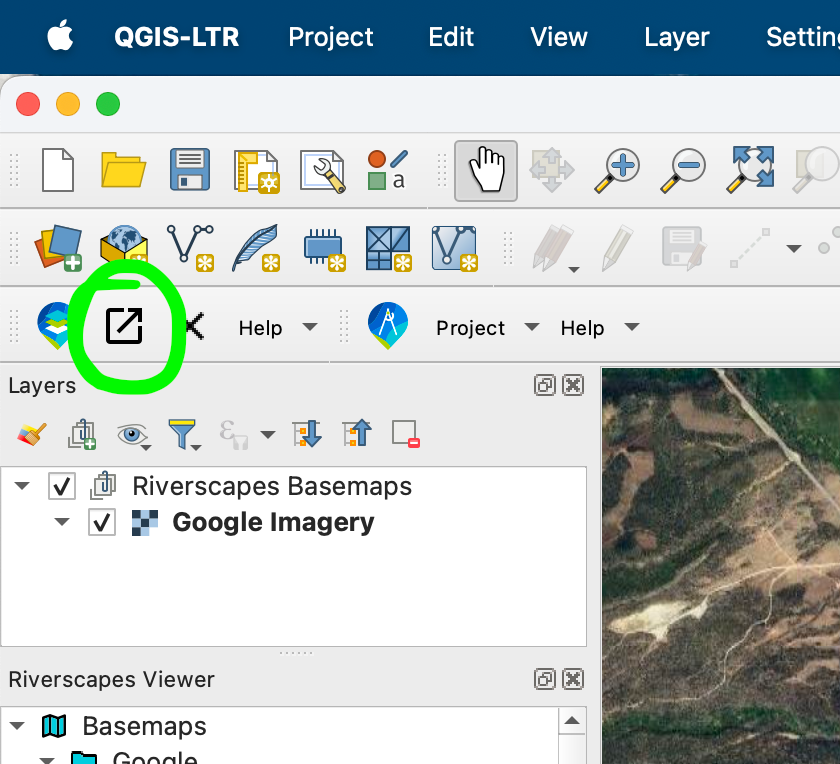 QGIS-LTR Project Edit View Layer Setting
a
Help Project Help
Layers
ε
Riverscapes Basemaps
Google Imagery
Riverscapes Viewer
Basemaps
Google